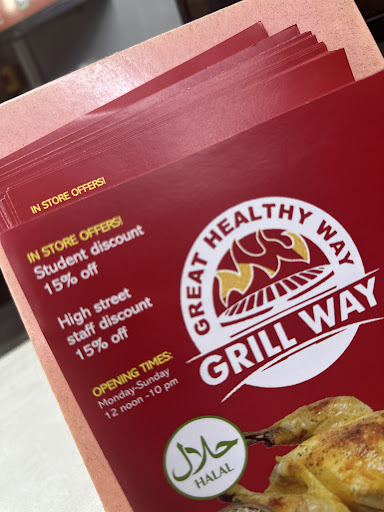 IN STORE OFFERS!
IN STORE OFFERS!
Student discount
15% off
High street
staff discount
15% off
OPENING TIMES:
Monday-Sunday
12 noon -10 pm
GREAT HEALTHY WAY
GRILL WAY
حلال
HALAL